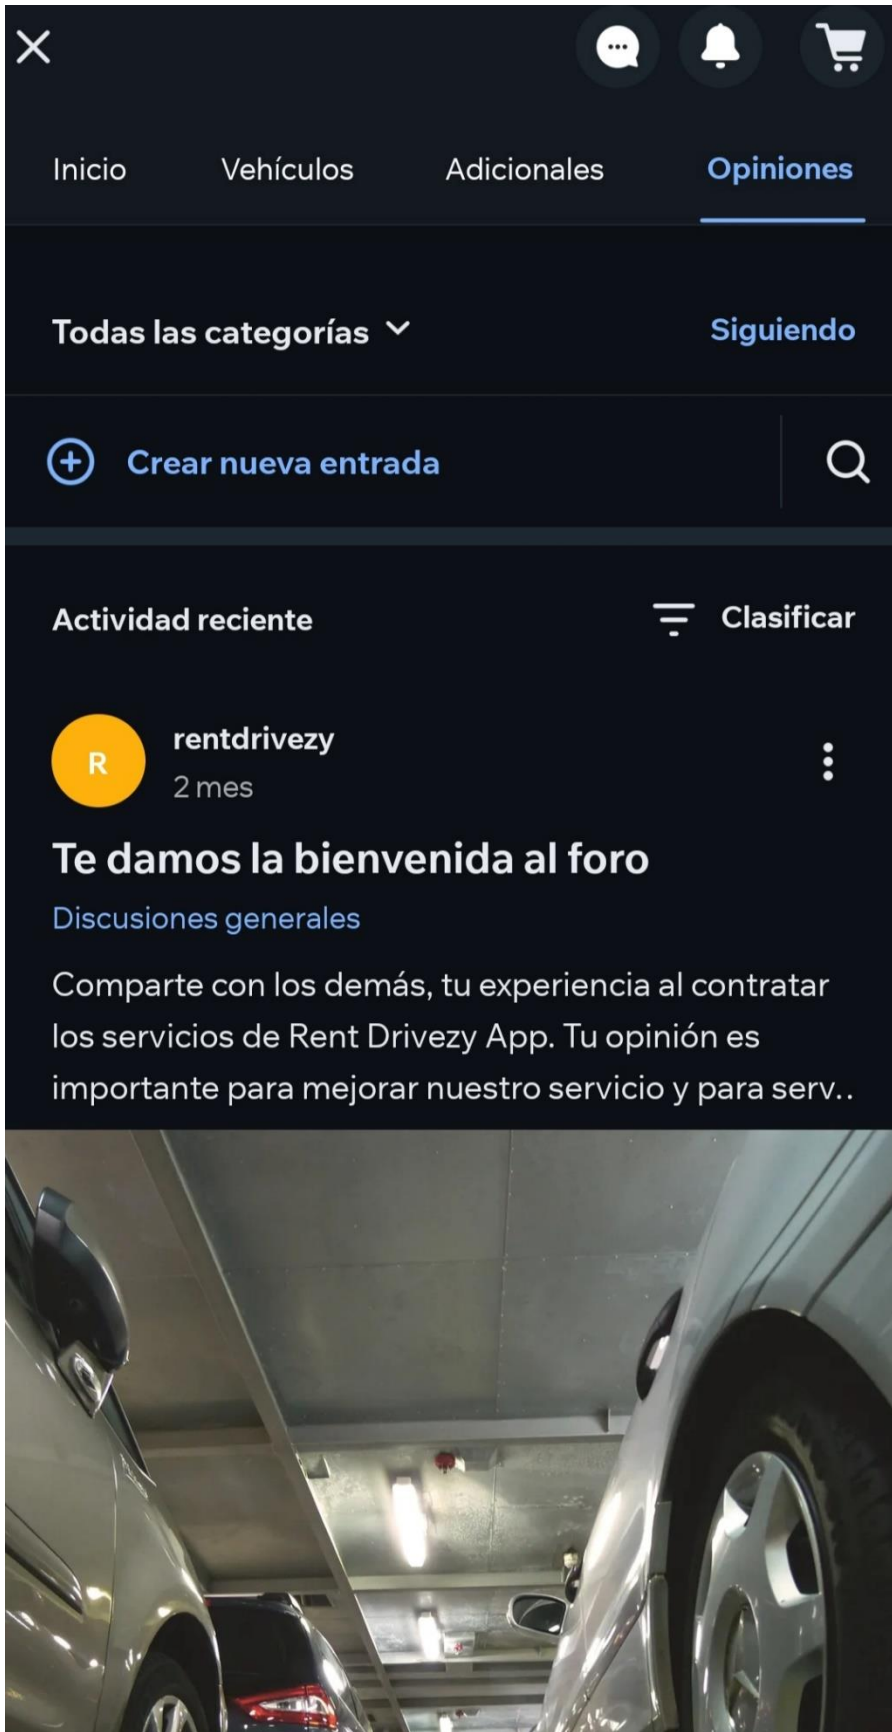 Inicio Vehículos Adicionales Opiniones
Todas las categorías Siguiendo
Crear nueva entrada
Actividad reciente Clasificar
R
rentdrivezy
2 mes
Te damos la bienvenida al foro
Discusiones generales
Comparte con los demás, tu experiencia al contratar
los servicios de Rent Drivezy App. Tu opinión es
importante para mejorar nuestro servicio y para serv..